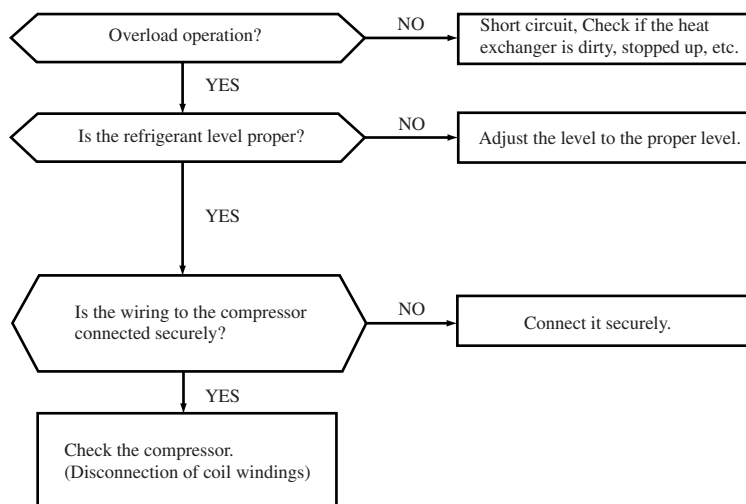 Overload operation?
NO
Short circuit, Check if the heat
exchanger is dirty, stopped up, etc.
YES
Is the refrigerant level proper?
NO
Adjust the level to the proper level.
YES
Is the wiring to the compressor
connected securely?
NO
Connect it securely.
YES
Check the compressor.
(Disconnection of coil windings)